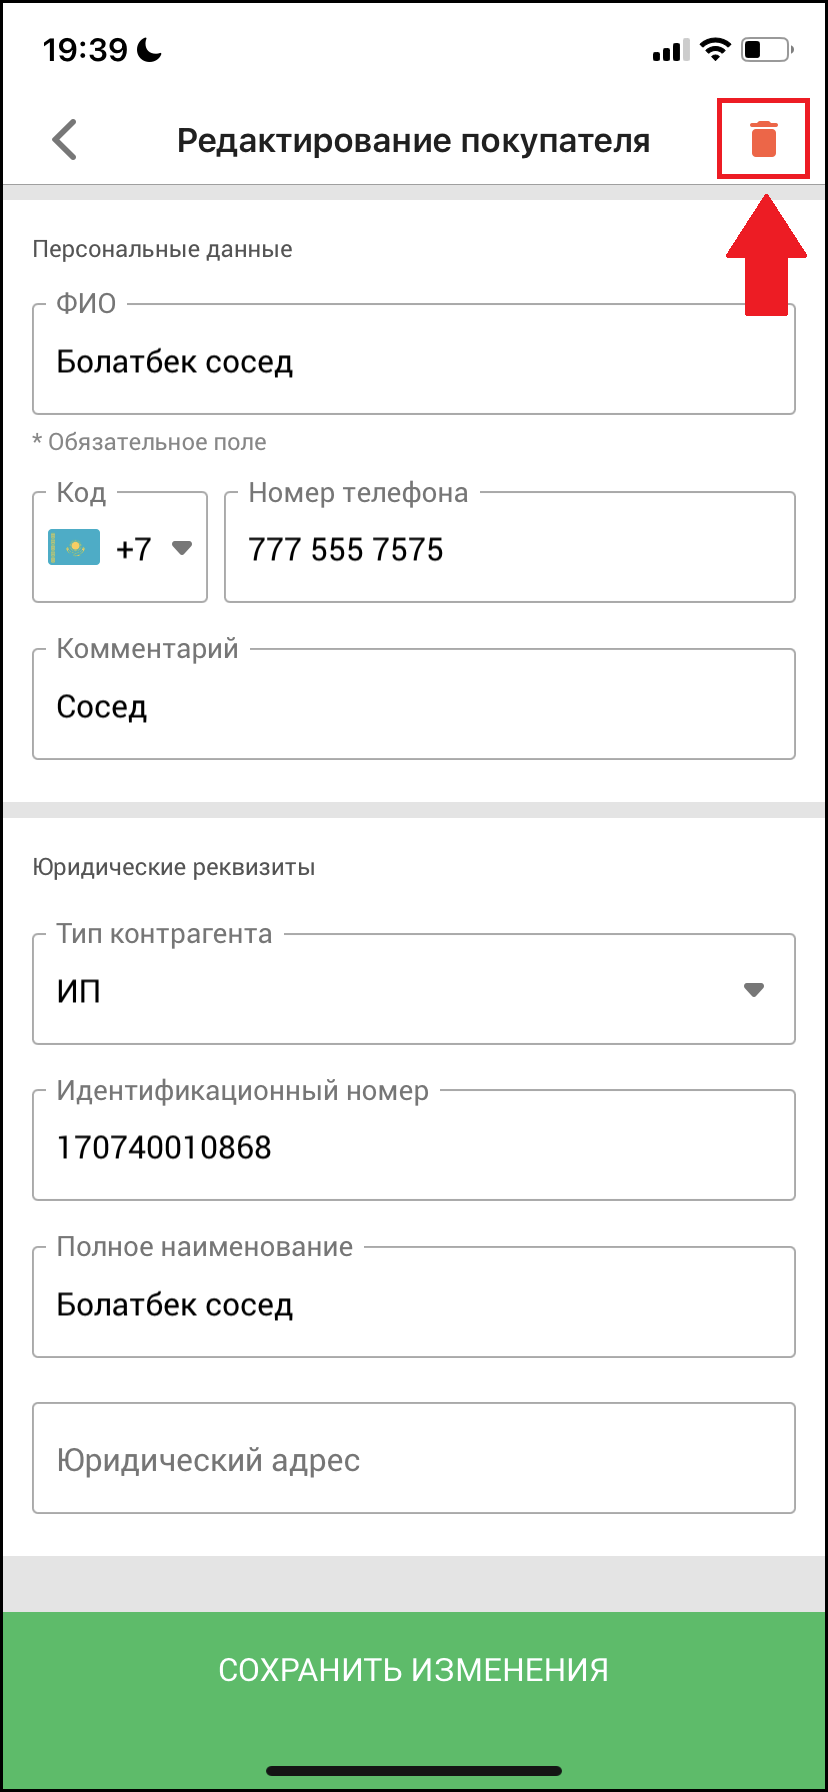 19:39
Редактирование покупателя
Персональные данные
ФИО
Болатбек сосед
* Обязательное поле
Код
Номер телефона
+7
777 555 7575
Комментарий
Сосед
Юридические реквизиты
Тип контрагента
ИП
Идентификационный номер
170740010868
Полное наименование
Болатбек сосед
Юридический адрес
СОХРАНИТЬ ИЗМЕНЕНИЯ